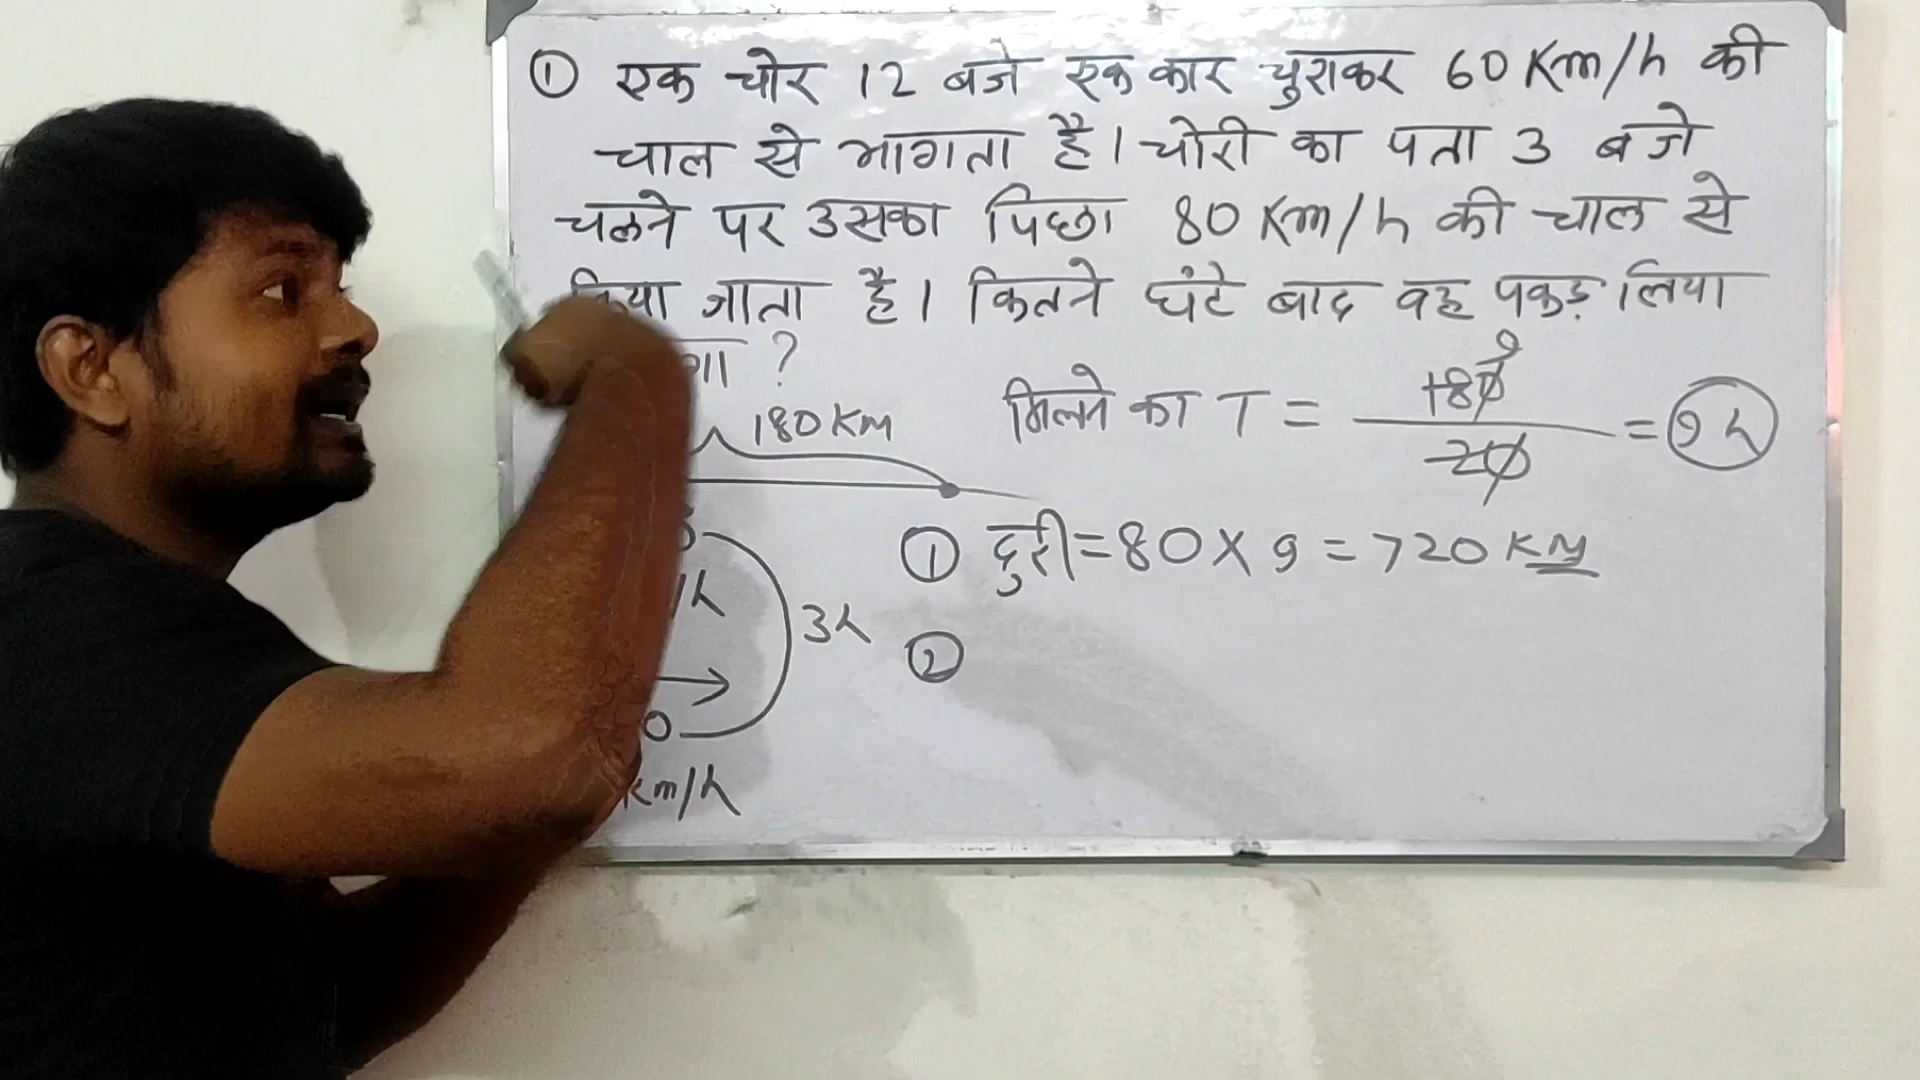 ① एक चोर 12 बजे एक कार चुराकर 60 Km/h की
चाल से भागता है। चोरी का पता 3 बजे
चलने पर उसका पिछा 80 Km/h की चाल से
जाता है। कितने घंटे बाद वह पकड़ लिया
?
180 KM
मिलने का T = 180/20 = 9 h
9
① दुरी = 80 X 9 = 720 KM
3h
②
km/h